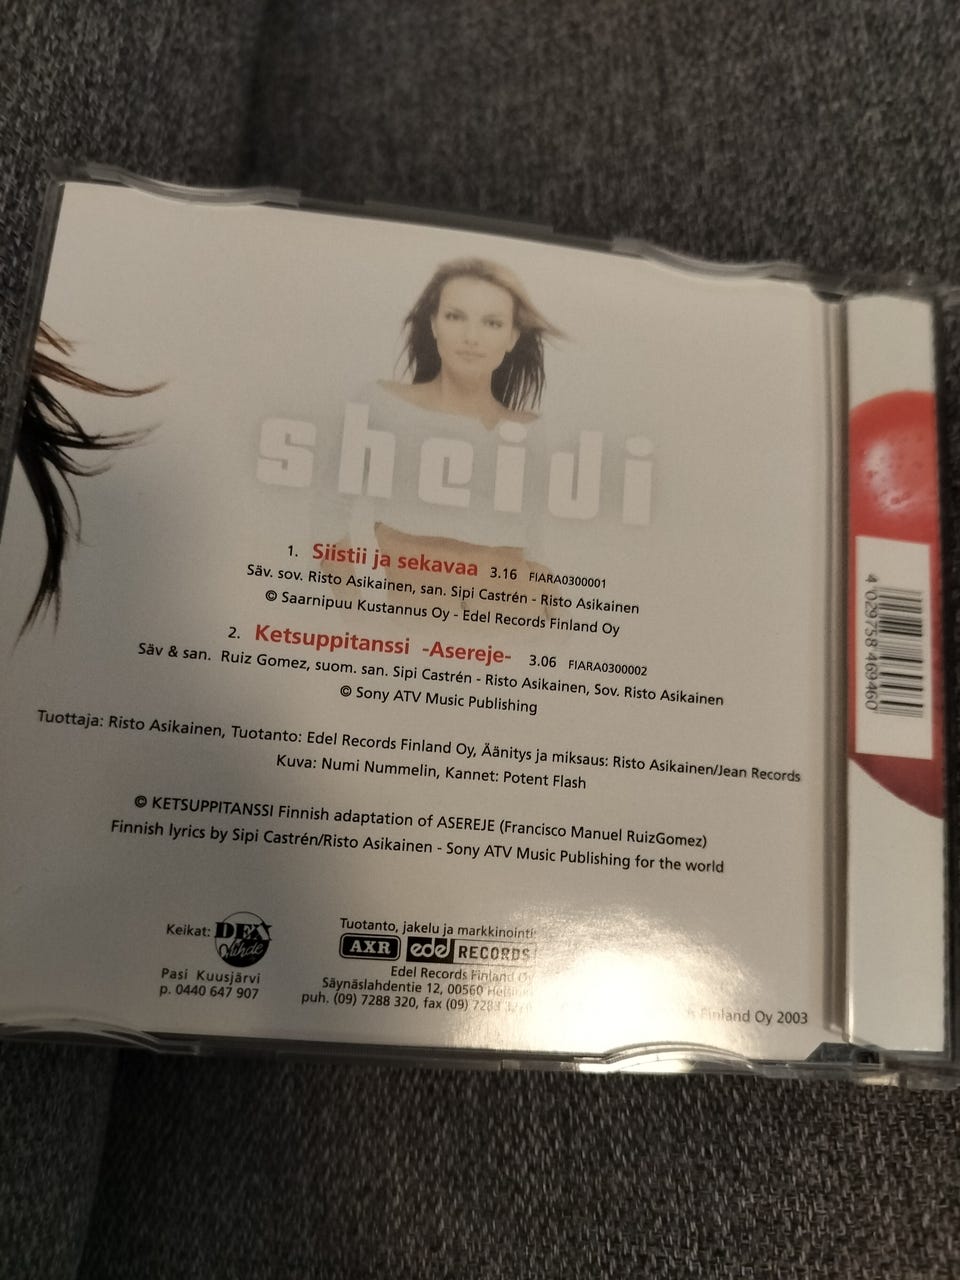 sheidi
1. Siistii ja sekavaa 3.16 FIARA0300001
Säv. sov. Risto Asikainen, san. Sipi Castrén - Risto Asikainen
© Saarnipuu Kustannus Oy - Edel Records Finland Oy
2. Ketsuppitanssi -Asereje- 3.06 FIARA0300002
Säv & san. Ruiz Gomez, suom. san. Sipi Castrén - Risto Asikainen, Sov. Risto Asikainen
© Sony ATV Music Publishing
Tuottaja: Risto Asikainen, Tuotanto: Edel Records Finland Oy, Äänitys ja miksaus: Risto Asikainen/Jean Records
Kuva: Numi Nummelin, Kannet: Potent Flash
© KETSUPPITANSSI Finnish adaptation of ASEREJE (Francisco Manuel RuizGomez)
Finnish lyrics by Sipi Castrén/Risto Asikainen - Sony ATV Music Publishing for the world
Keikat: DEX Viihde
Pasi Kuusjärvi
p. 0440 647 907
Tuotanto, jakelu ja markkinointi:
AXR edel RECORDS
Edel Records Finland Oy
Säynäslahdentie 12, 00560 Helsinki
puh. (09) 7288 320, fax (09) 7288
Finland Oy 2003
4 029758 469460